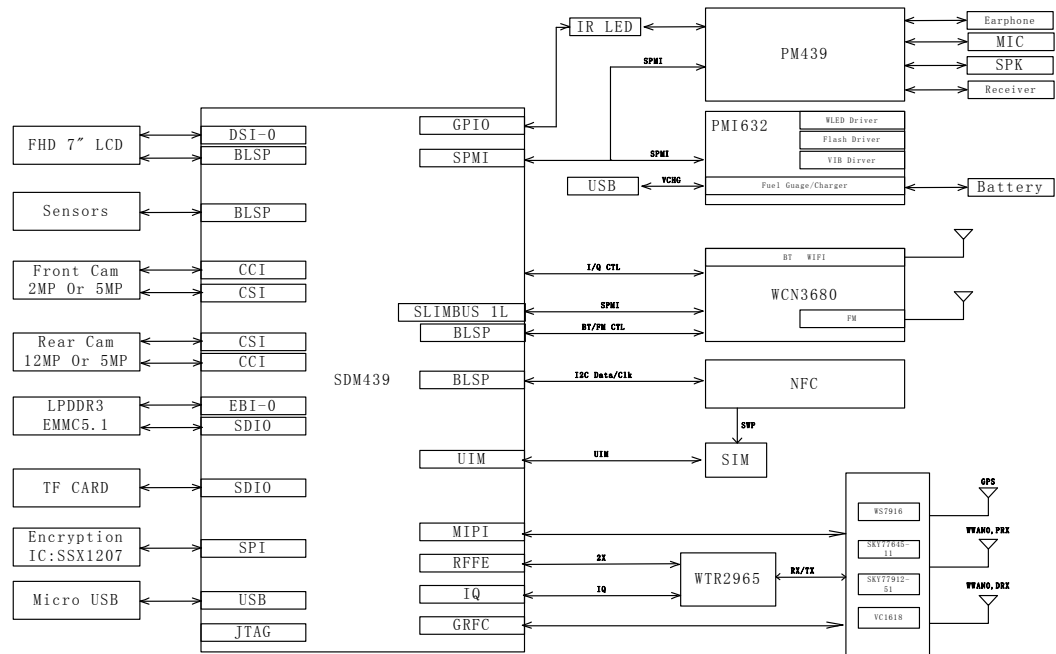 IR LED
PM439
Earphone
MIC
SPK
Receiver
SPMI
FHD 7″ LCD
DSI-0
BLSP
GPIO
SPMI
SPMI
PMI632
WLED Driver
Flash Driver
VIB Dirver
USB
VCHG
Fuel Guage/Charger
Battery
Sensors
BLSP
Front Cam
2MP Or 5MP
CCI
CSI
I/Q CTL
BT WIFI
WCN3680
FM
SLIMBUS 1L
SPMI
BLSP
BT/FM CTL
Rear Cam
12MP Or 5MP
CSI
CCI
SDM439
BLSP
I2C Data/Clk
NFC
LPDDR3
EMMC5.1
EBI-0
SDIO
SWP
UIM
UIM
SIM
TF CARD
SDIO
GPS
WS7916
Encryption
IC:SSX1207
SPI
MIPI
SKY77645-
11
WWAN0,PRX
RFFE
2X
WTR2965
RX/TX
SKY77912-
51
Micro USB
USB
IQ
IQ
WWAN0,DRX
JTAG
GRFC
VC1618